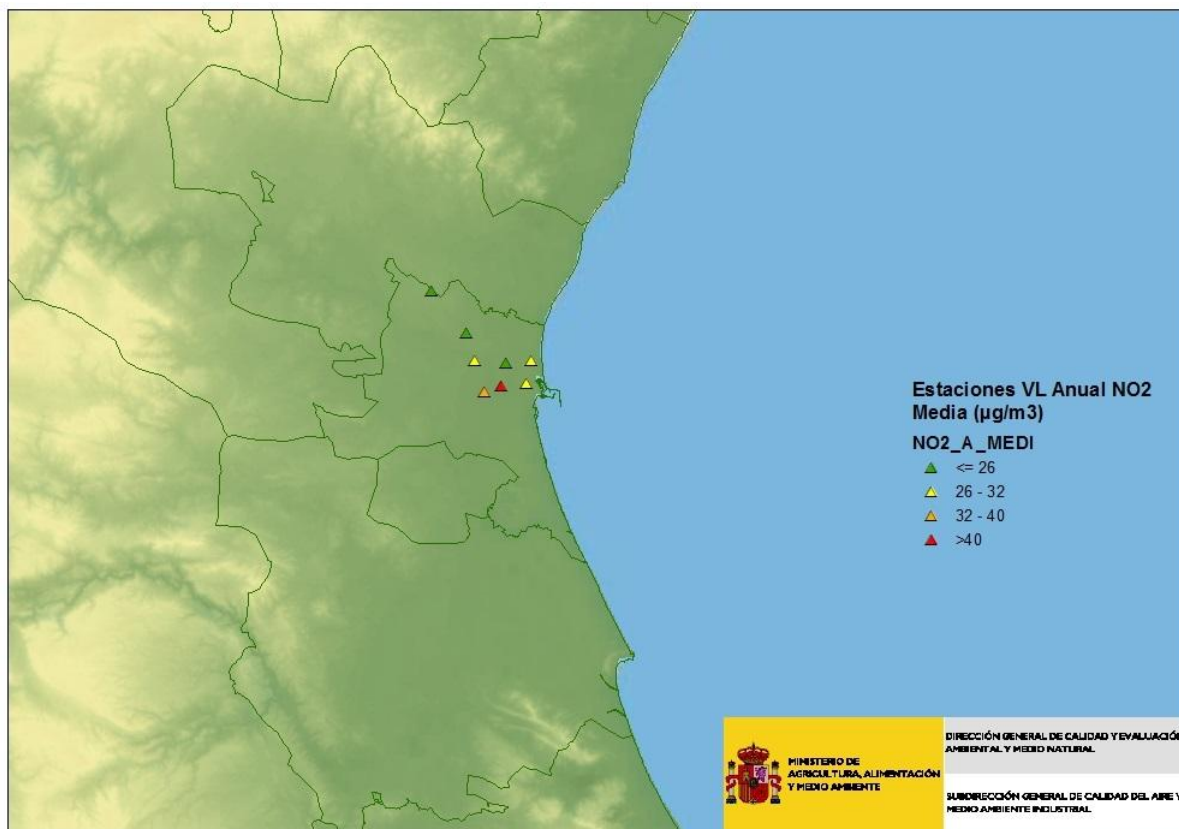 Estaciones VL Anual NO2
Media (µg/m3)
NO2_A_MEDI
<= 26
26 - 32
32 - 40
>40
MINISTERIO DE
AGRICULTURA, ALIMENTACIÓN
Y MEDIO AMBIENTE
DIRECCIÓN GENERAL DE CALIDAD Y EVALUACIÓ
AMBIENTAL Y MEDIO NATURAL
SUBDIRECCIÓN GENERAL DE CALIDAD DEL AIRE Y
MEDIO AMBIENTE INDUSTRIAL